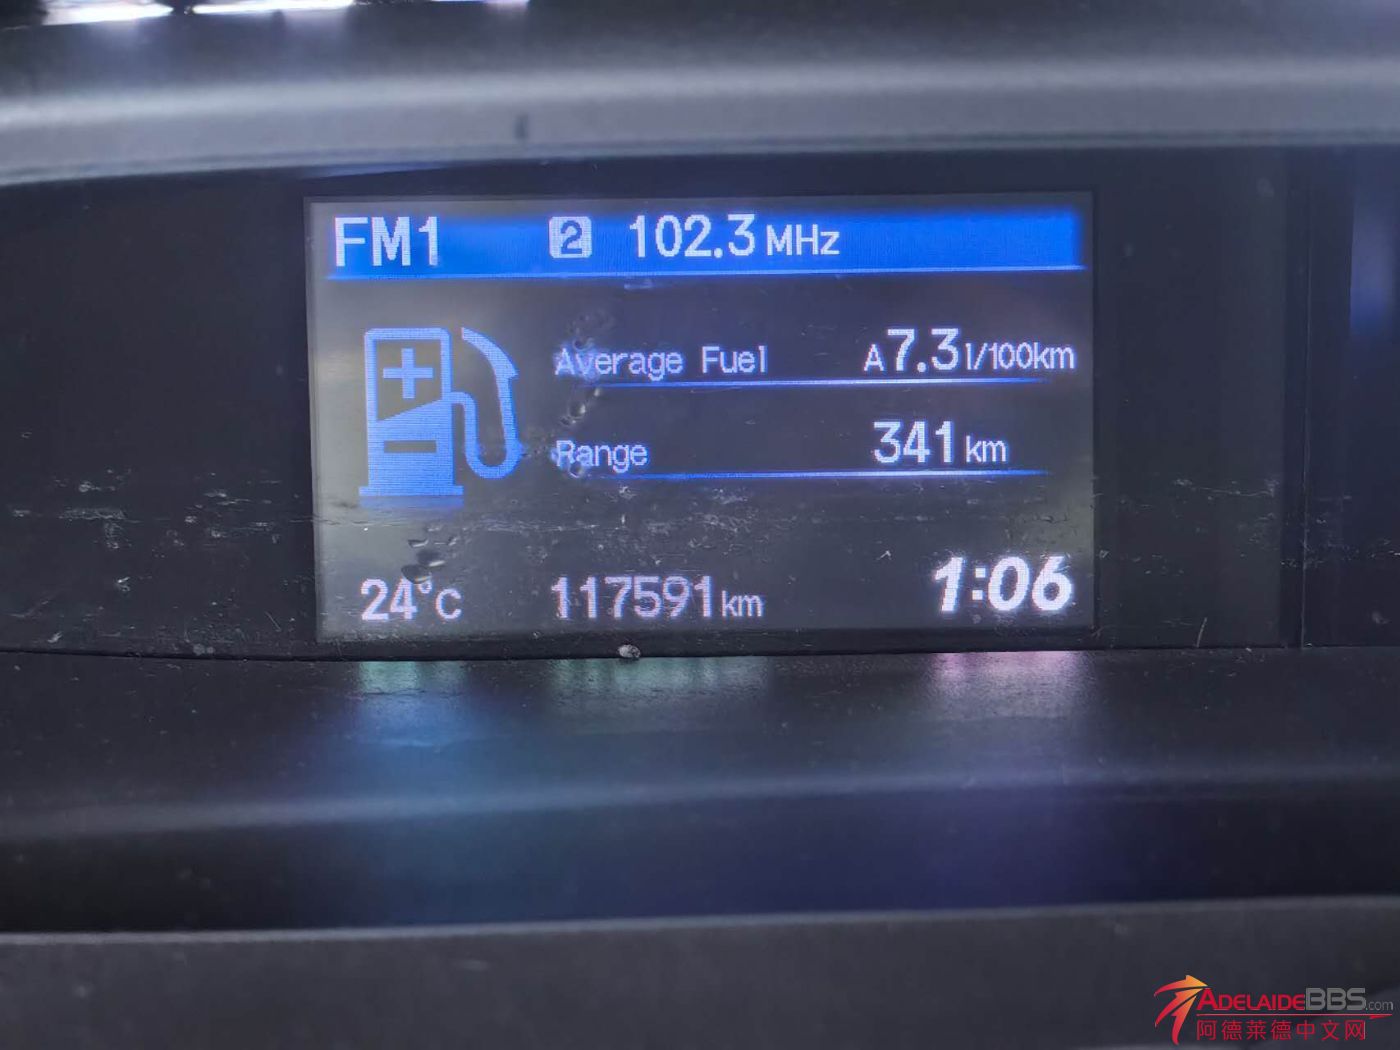 FM1 2 102.3 MHz
Average Fuel A7.3 l/100km
Range 341 km
24°C 117591 km 1:06
ADELAIDEBBS.com
阿德莱德中文网